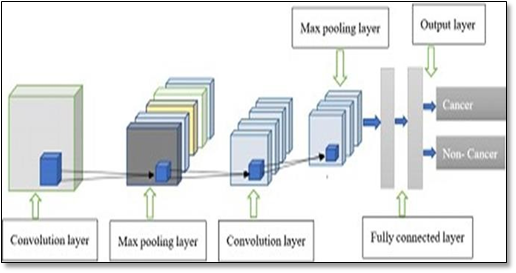 Max pooling layer
Output layer
Cancer
Non- Cancer
Convolution layer
Max pooling layer
Convolution layer
Fully connected layer